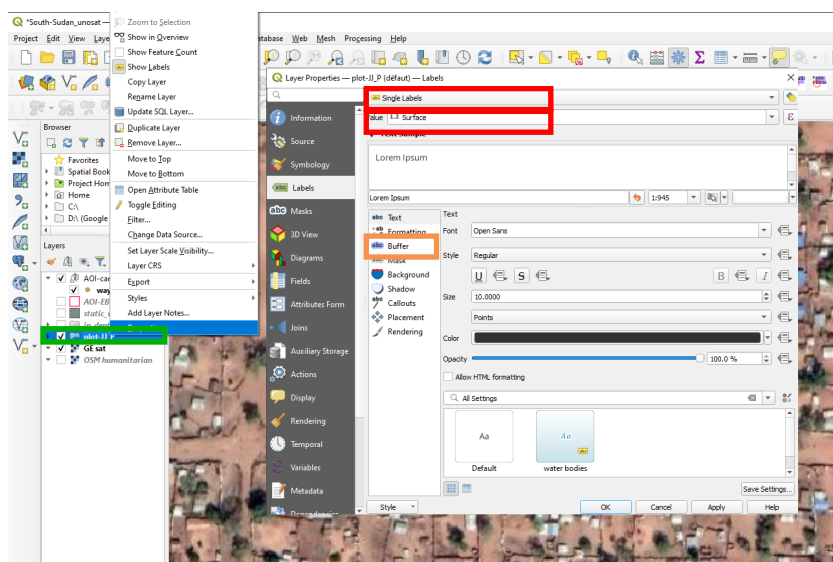 *South-Sudan_unosat —
Project Edit View Laye
atabase Web Mesh Processing Help
Zoom to Selection
Show in Overview
Show Feature Count
Show Labels
Copy Layer
Rename Layer
Update SQL Layer...
Duplicate Layer
Remove Layer...
Move to Top
Move to Bottom
Open Attribute Table
Toggle Editing
Filter...
Change Data Source...
Set Layer Scale Visibility...
Layer CRS
Export
Styles
Add Layer Notes...
Browser
Favorites
Spatial Book
Project Hom
Home
C:\
D:\ (Google
Layers
AOI-car
way
AOI-EB
static_
plot-JJ P
GE sat
OSM humanitarian
Layer Properties — plot-JJ_P (défaut) — Labels
Information
Source
Symbology
Labels
Masks
3D View
Diagrams
Fields
Attributes Form
Joins
Auxiliary Storage
Actions
Display
Rendering
Temporal
Variables
Metadata
Dependencies
Single Labels
alue 1.2 Surface
Text Sample
Lorem Ipsum
Lorem Ipsum
1:945
Text
Formatting
Buffer
Mask
Background
Shadow
Callouts
Placement
Rendering
Text
Font Open Sans
Style Regular
U S B I
Size 10.0000
Points
Color
Opacity 100.0 %
Allow HTML formatting
All Settings
Aa
Default
Aa
abc
water bodies
Save Settings...
Style OK Cancel Apply Help